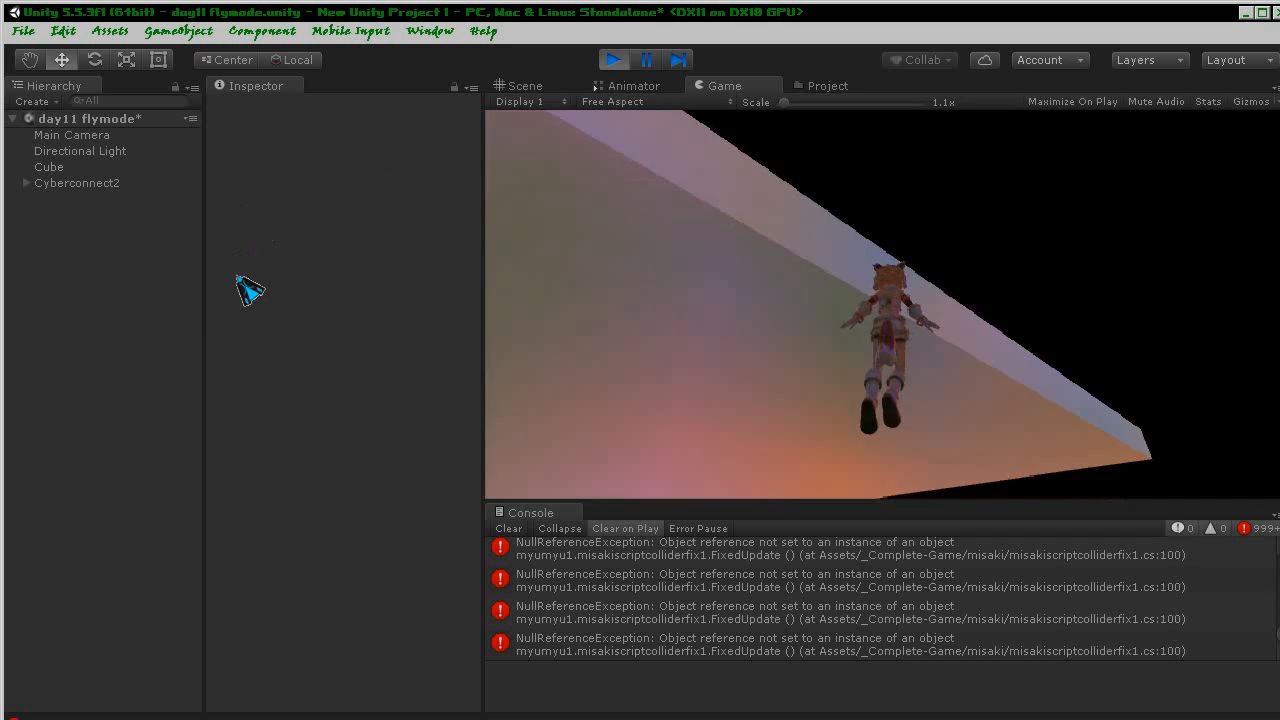 Unity 5.5.3f1 (64bit) - day11 flymode.unity - New Unity Project 1 - PC, Mac & Linux Standalone* <DX11 on DX10 GPU>
File Edit Assets GameObject Component Mobile Input Window Help
Center Local Collab Account Layers Layout
Hierarchy Inspector Scene Animator Game Project
Create All Display 1 Free Aspect Scale 1.1x Maximize On Play Mute Audio Stats Gizmos
day11 flymode*
Main Camera
Directional Light
Cube
Cyberconnect2
Console
Clear Collapse Clear on Play Error Pause 0 0 999+
NullReferenceException: Object reference not set to an instance of an object
myumyu1.misakiscriptcolliderfix1.FixedUpdate () (at Assets/_Complete-Game/misaki/misakiscriptcolliderfix1.cs:100)
NullReferenceException: Object reference not set to an instance of an object
myumyu1.misakiscriptcolliderfix1.FixedUpdate () (at Assets/_Complete-Game/misaki/misakiscriptcolliderfix1.cs:100)
NullReferenceException: Object reference not set to an instance of an object
myumyu1.misakiscriptcolliderfix1.FixedUpdate () (at Assets/_Complete-Game/misaki/misakiscriptcolliderfix1.cs:100)
NullReferenceException: Object reference not set to an instance of an object
myumyu1.misakiscriptcolliderfix1.FixedUpdate () (at Assets/_Complete-Game/misaki/misakiscriptcolliderfix1.cs:100)